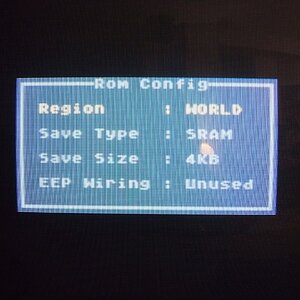 Rom Config
Region : WORLD
Save Type : SRAM
Save Size : 4KB
EEP Wiring : Unused